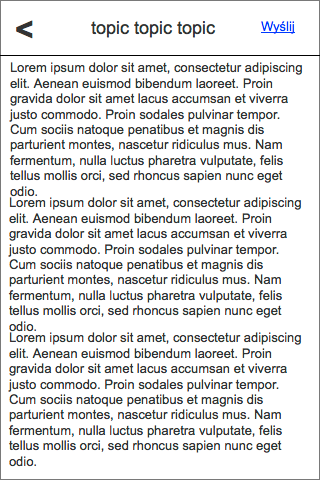 <
topic topic topic
Wyślij
Lorem ipsum dolor sit amet, consectetur adipiscing
elit. Aenean euismod bibendum laoreet. Proin
gravida dolor sit amet lacus accumsan et viverra
justo commodo. Proin sodales pulvinar tempor.
Cum sociis natoque penatibus et magnis dis
parturient montes, nascetur ridiculus mus. Nam
fermentum, nulla luctus pharetra vulputate, felis
tellus mollis orci, sed rhoncus sapien nunc eget
odio.
Lorem ipsum dolor sit amet, consectetur adipiscing
elit. Aenean euismod bibendum laoreet. Proin
gravida dolor sit amet lacus accumsan et viverra
justo commodo. Proin sodales pulvinar tempor.
Cum sociis natoque penatibus et magnis dis
parturient montes, nascetur ridiculus mus. Nam
fermentum, nulla luctus pharetra vulputate, felis
tellus mollis orci, sed rhoncus sapien nunc eget
odio.
Lorem ipsum dolor sit amet, consectetur adipiscing
elit. Aenean euismod bibendum laoreet. Proin
gravida dolor sit amet lacus accumsan et viverra
justo commodo. Proin sodales pulvinar tempor.
Cum sociis natoque penatibus et magnis dis
parturient montes, nascetur ridiculus mus. Nam
fermentum, nulla luctus pharetra vulputate, felis
tellus mollis orci, sed rhoncus sapien nunc eget
odio.